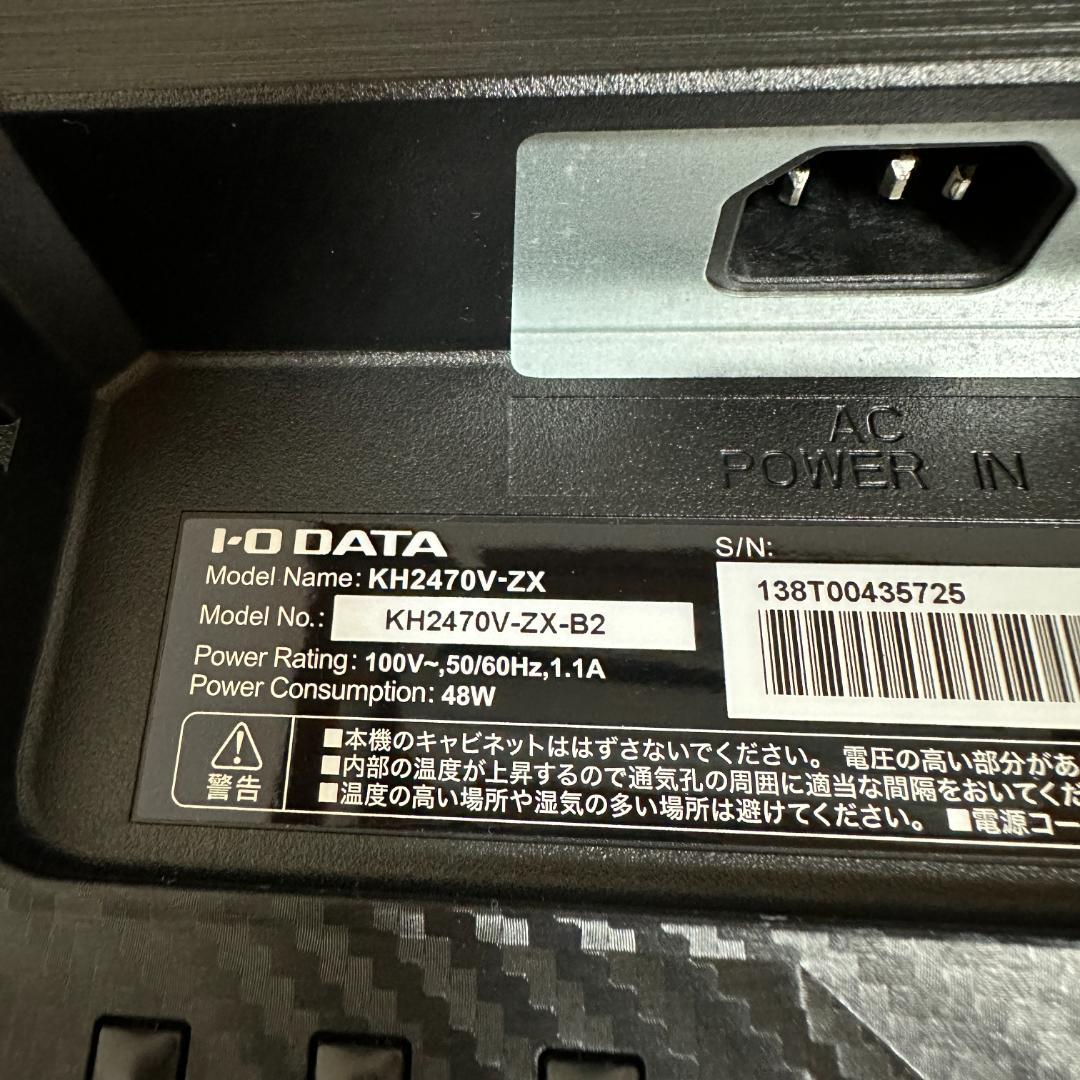 AC
POWER IN
I-O DATA
Model Name: KH2470V-ZX
Model No.: KH2470V-ZX-B2
Power Rating: 100V~,50/60Hz,1.1A
Power Consumption: 48W
S/N:
138T00435725
警告
■本機のキャビネットははずさないでください。 電圧の高い部分があ
■内部の温度が上昇するので通気孔の周囲に適当な間隔をおいてくだ
■温度の高い場所や湿気の多い場所は避けてください。 ■電源コー